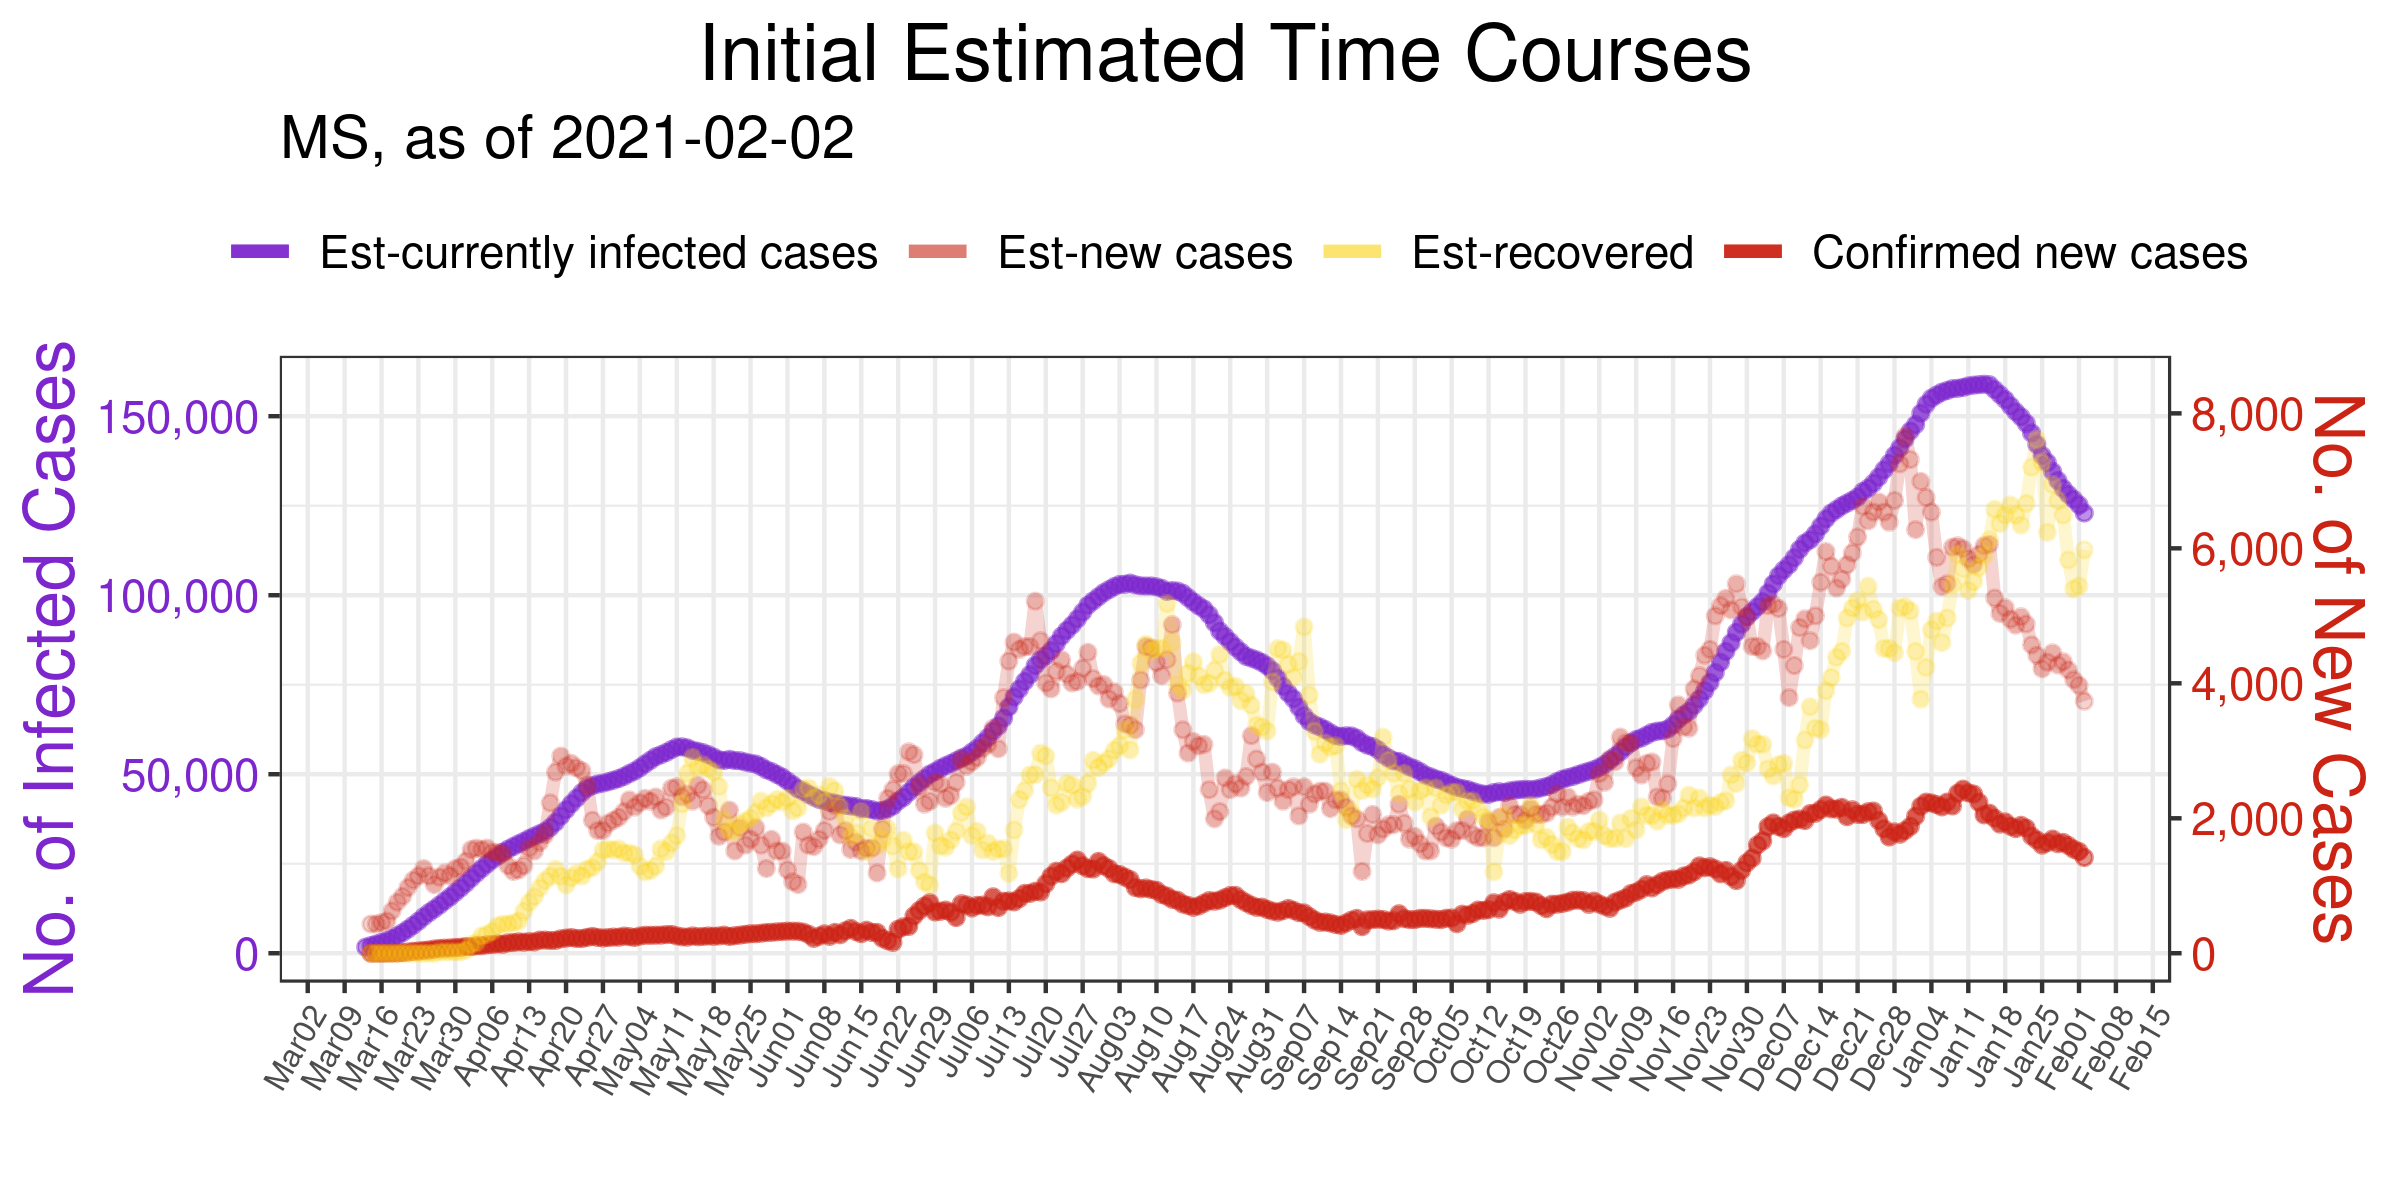 Initial Estimated Time Courses
MS, as of 2021-02-02
Est-currently infected cases
Est-new cases
Est-recovered
Confirmed new cases
No. of Infected Cases
150,000
100,000
50,000
0
8,000
6,000
4,000
2,000
0
No. of New Cases
Mar02
Mar09
Mar16
Mar23
Mar30
Apr06
Apr13
Apr20
Apr27
May04
May11
May18
May25
Jun01
Jun08
Jun15
Jun22
Jun29
Jul06
Jul13
Jul20
Jul27
Aug03
Aug10
Aug17
Aug24
Aug31
Sep07
Sep14
Sep21
Sep28
Oct05
Oct12
Oct19
Oct26
Nov02
Nov09
Nov16
Nov23
Nov30
Dec07
Dec14
Dec21
Dec28
Jan04
Jan11
Jan18
Jan25
Feb01
Feb08
Feb15